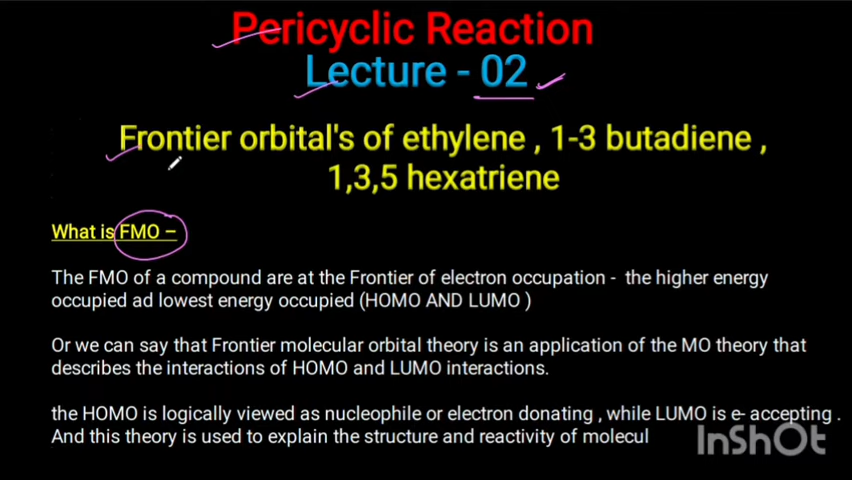 Pericyclic Reaction
Lecture - 02
Frontier orbital's of ethylene , 1-3 butadiene ,
1,3,5 hexatriene
What is FMO –
The FMO of a compound are at the Frontier of electron occupation - the higher energy
occupied ad lowest energy occupied (HOMO AND LUMO )
Or we can say that Frontier molecular orbital theory is an application of the MO theory that
describes the interactions of HOMO and LUMO interactions.
the HOMO is logically viewed as nucleophile or electron donating , while LUMO is e- accepting .
And this theory is used to explain the structure and reactivity of molecul
InShOt